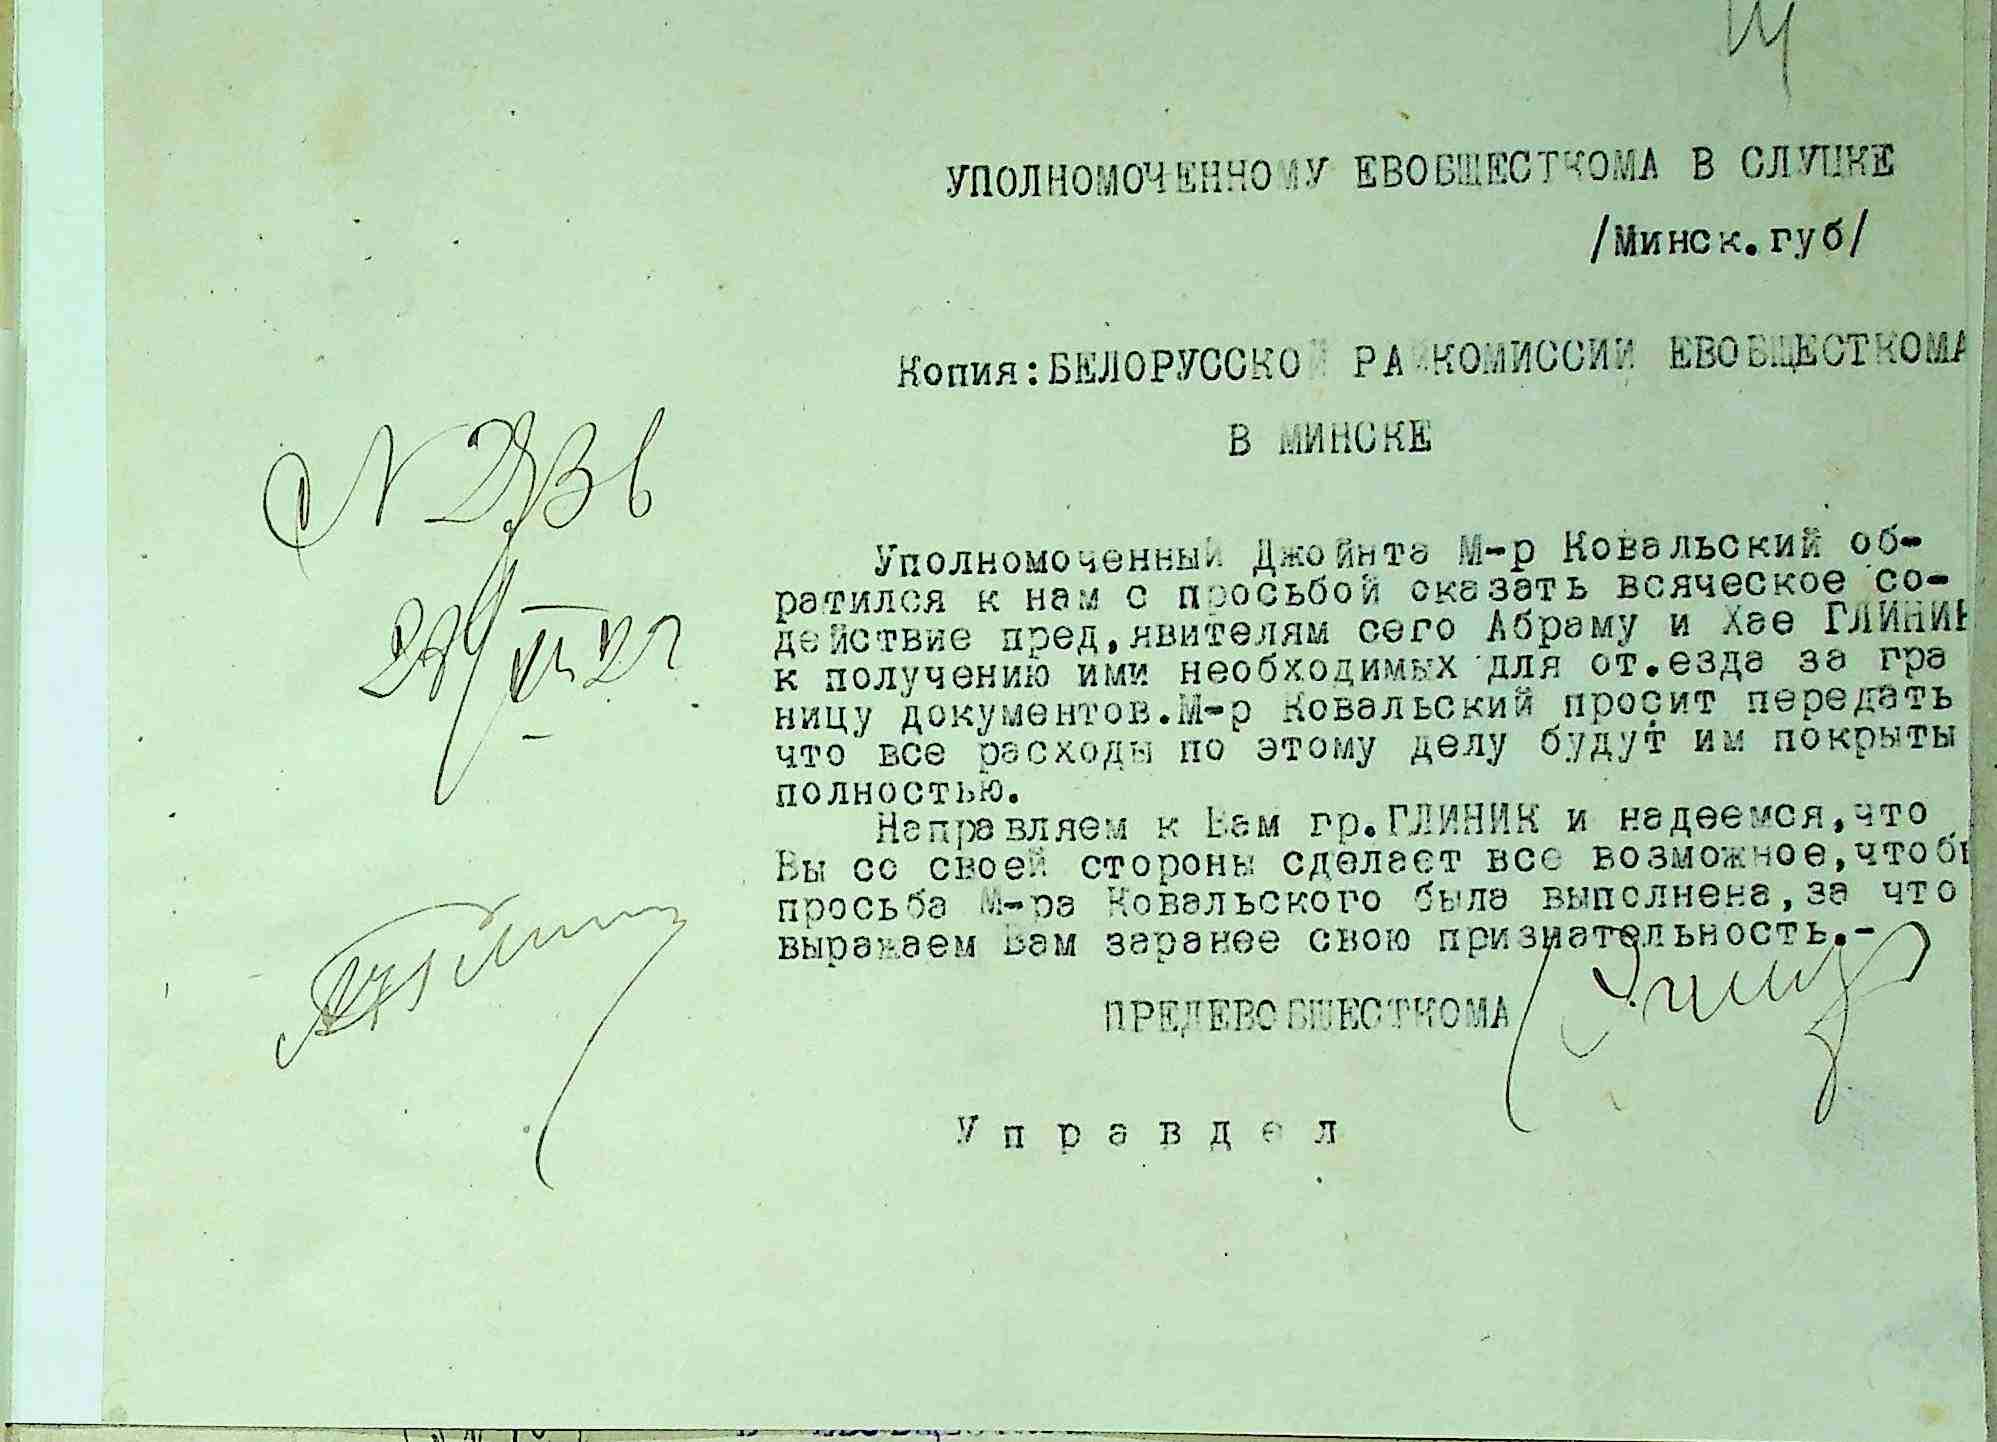 УПОЛНОМОЧЕННОМУ ЕВОБЩЕСТКОМА В СЛУЦКЕ
/Минск.губ/
Копия:БЕЛОРУССКОЙ РАЙКОМИССИИ ЕВОБЩЕСТКОМА
В МИНСКЕ
Уполномоченный Джойнта М-р Ковальский об-
ратился к нам с просьбой оказать всяческое со-
действие пред,явителям сего Абраму и Хае ГЛИНИК
к получению ими необходимых для от.езда за гра
ницу документов.М-р Ковальский просит передать
что все расходы по этому делу будут им покрыты
полностью.
Направляем к Вам гр.ГЛИНИК и надеемся,что
Вы со своей стороны сделает все возможное,чтобы
просьба М-ра Ковальского была выполнена,за что
выражаем Вам заранее свою признательность.-
ПРЕДЕВОБЩЕСТКОМА
Управдел